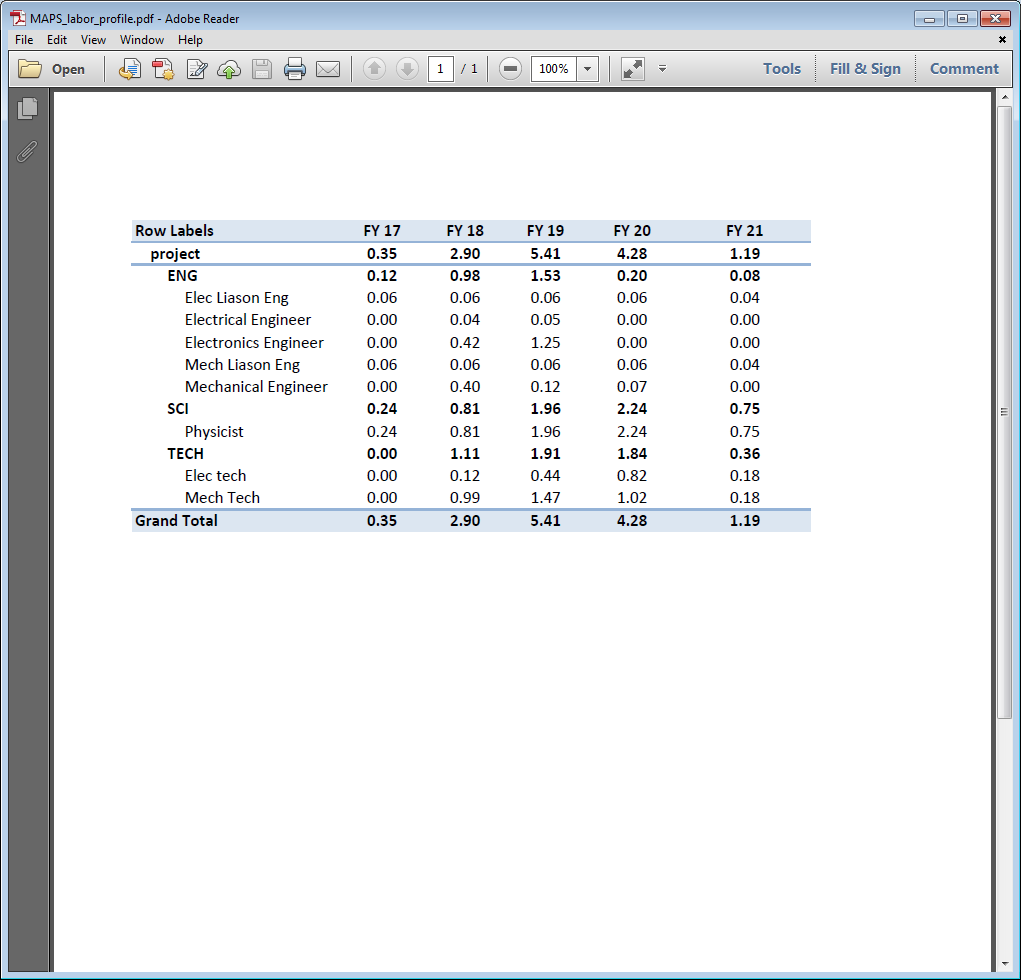 MAPS_labor_profile.pdf - Adobe Reader
File Edit View Window Help
Open 1 / 1 100% Tools Fill & Sign Comment
Row Labels FY 17 FY 18 FY 19 FY 20 FY 21
project 0.35 2.90 5.41 4.28 1.19
ENG 0.12 0.98 1.53 0.20 0.08
Elec Liason Eng 0.06 0.06 0.06 0.06 0.04
Electrical Engineer 0.00 0.04 0.05 0.00 0.00
Electronics Engineer 0.00 0.42 1.25 0.00 0.00
Mech Liason Eng 0.06 0.06 0.06 0.06 0.04
Mechanical Engineer 0.00 0.40 0.12 0.07 0.00
SCI 0.24 0.81 1.96 2.24 0.75
Physicist 0.24 0.81 1.96 2.24 0.75
TECH 0.00 1.11 1.91 1.84 0.36
Elec tech 0.00 0.12 0.44 0.82 0.18
Mech Tech 0.00 0.99 1.47 1.02 0.18
Grand Total 0.35 2.90 5.41 4.28 1.19